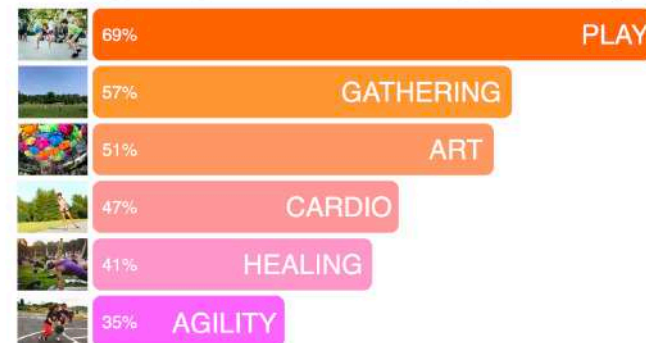 69% PLAY
57% GATHERING
51% ART
47% CARDIO
41% HEALING
35% AGILITY